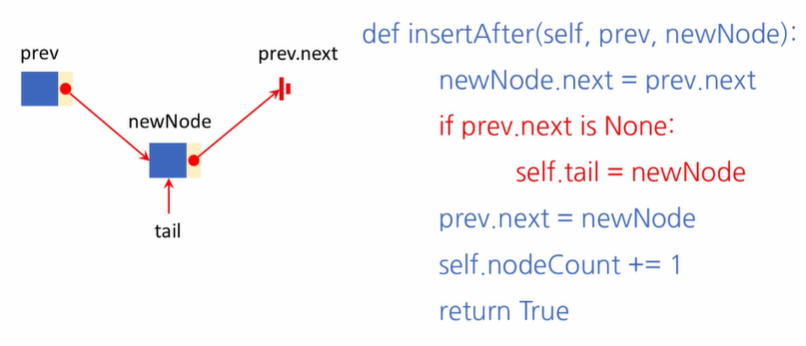 prev
prev.next
newNode
tail
def insertAfter(self, prev, newNode):
newNode.next = prev.next
if prev.next is None:
self.tail = newNode
prev.next = newNode
self.nodeCount += 1
return True